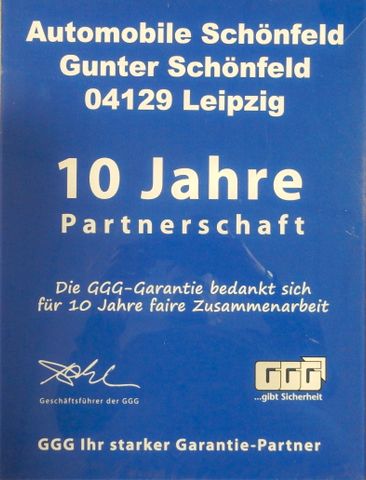 Automobile Schönfeld
Gunter Schönfeld
04129 Leipzig
10 Jahre
Partnerschaft
Die GGG-Garantie bedankt sich
für 10 Jahre faire Zusammenarbeit
Geschäftsführer der GGG
GGG
...gibt Sicherheit
GGG Ihr starker Garantie-Partner